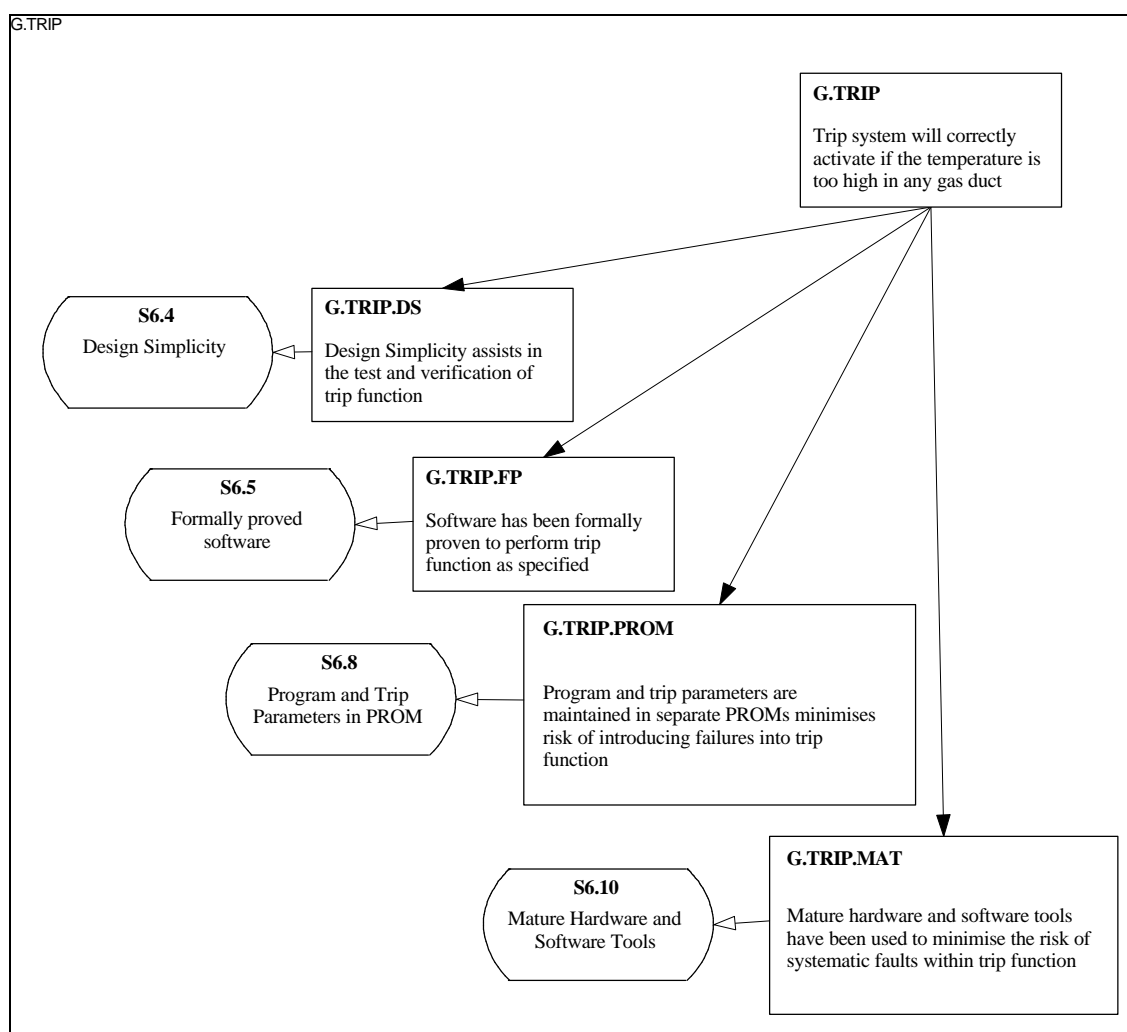 G.TRIP
G.TRIP
Trip system will correctly
activate if the temperature is
too high in any gas duct
S6.4
Design Simplicity
G.TRIP.DS
Design Simplicity assists in
the test and verification of
trip function
S6.5
Formally proved
software
G.TRIP.FP
Software has been formally
proven to perform trip
function as specified
S6.8
Program and Trip
Parameters in PROM
G.TRIP.PROM
Program and trip parameters are
maintained in separate PROMs minimises
risk of introducing failures into trip
function
S6.10
Mature Hardware and
Software Tools
G.TRIP.MAT
Mature hardware and software tools
have been used to minimise the risk of
systematic faults within trip function